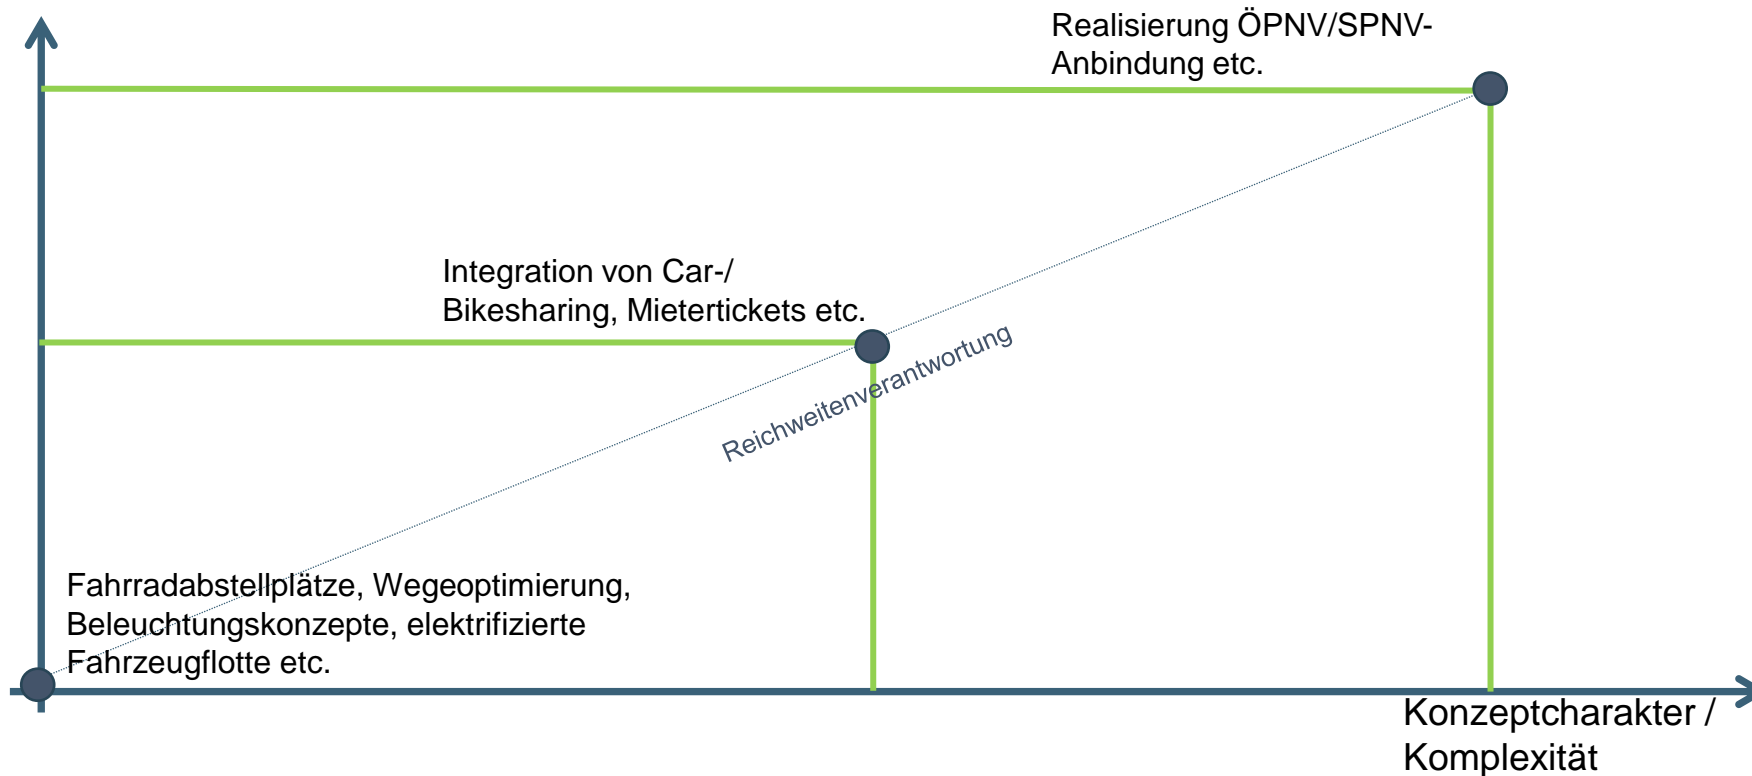 Realisierung ÖPNV/SPNV-
Anbindung etc.
Integration von Car-/
Bikesharing, Mietertickets etc.
Reichweitenverantwortung
Fahrradabstellplätze, Wegeoptimierung,
Beleuchtungskonzepte, elektrifizierte
Fahrzeugflotte etc.
Konzeptcharakter /
Komplexität